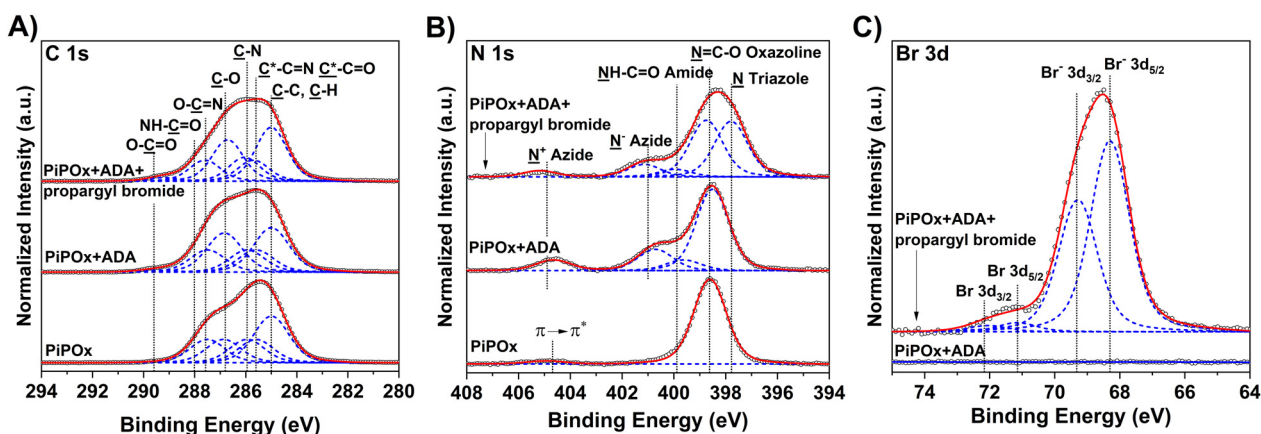 A)
C 1s
C-N
C*-C=N C*-C=O
C-C, C-H
C-O
O-C=N
NH-C=O
O-C=O
PiPOx+ADA+
propargyl bromide
PiPOx+ADA
PiPOx
Normalized Intensity (a.u.)
294 292 290 288 286 284 282 280
Binding Energy (eV)
B)
N 1s
N=C-O Oxazoline
NH-C=O Amide
N Triazole
PiPOx+ADA+
propargyl bromide
N⁻ Azide
N⁺ Azide
PiPOx+ADA
π→π*
PiPOx
Normalized Intensity (a.u.)
408 406 404 402 400 398 396 394
Binding Energy (eV)
C)
Br 3d
Br⁻ 3d5/2
Br⁻ 3d3/2
PiPOx+ADA+
propargyl bromide
Br 3d5/2
Br 3d3/2
PiPOx+ADA
Normalized Intensity (a.u.)
74 72 70 68 66 64
Binding Energy (eV)